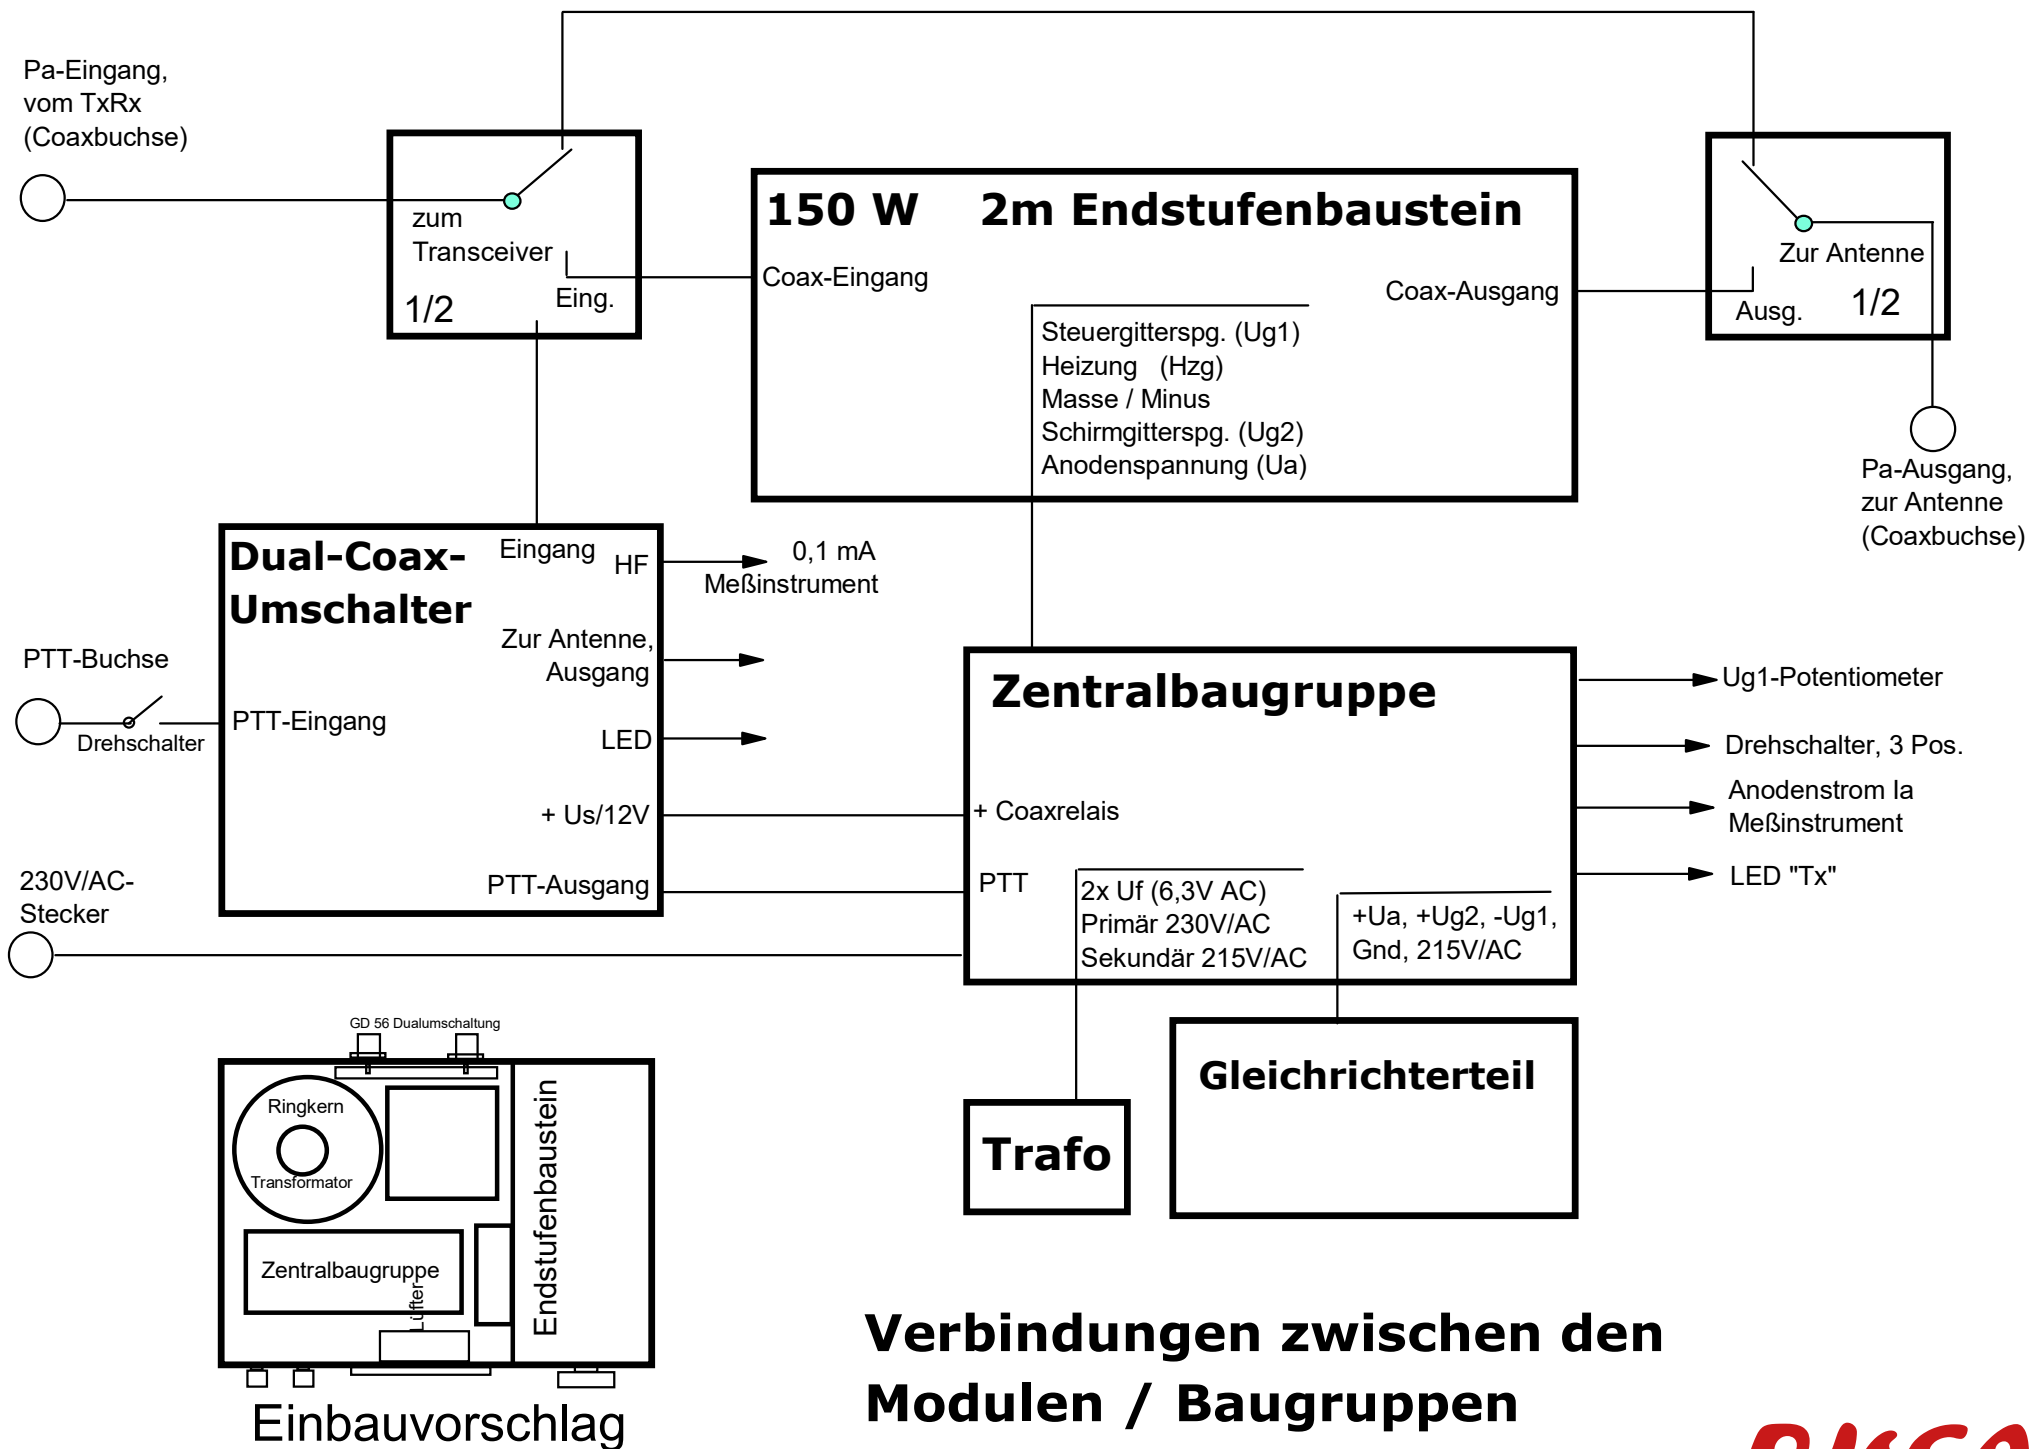 Pa-Eingang,
vom TxRx
(Coaxbuchse)
zum
Transceiver
1/2
Eing.
150 W 2m Endstufenbaustein
Coax-Eingang
Coax-Ausgang
Steuergitterspg. (Ug1)
Heizung (Hzg)
Masse / Minus
Schirmgitterspg. (Ug2)
Anodenspannung (Ua)
Zur Antenne
Ausg.
1/2
Pa-Ausgang,
zur Antenne
(Coaxbuchse)
Dual-Coax-
Umschalter
Eingang
HF
0,1 mA
Meßinstrument
Zur Antenne,
Ausgang
LED
+ Us/12V
PTT-Ausgang
PTT-Buchse
Drehschalter
PTT-Eingang
230V/AC-
Stecker
Zentralbaugruppe
+ Coaxrelais
PTT
2x Uf (6,3V AC)
Primär 230V/AC
Sekundär 215V/AC
+Ua, +Ug2, -Ug1,
Gnd, 215V/AC
Ug1-Potentiometer
Drehschalter, 3 Pos.
Anodenstrom Ia
Meßinstrument
LED "Tx"
Trafo
Gleichrichterteil
GD 56 Dualumschaltung
Ringkern
Transformator
Zentralbaugruppe
Lüfter
Endstufenbaustein
Einbauvorschlag
Verbindungen zwischen den
Modulen / Baugruppen